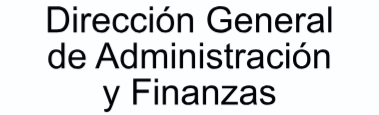 Dirección General
de Administración
y Finanzas